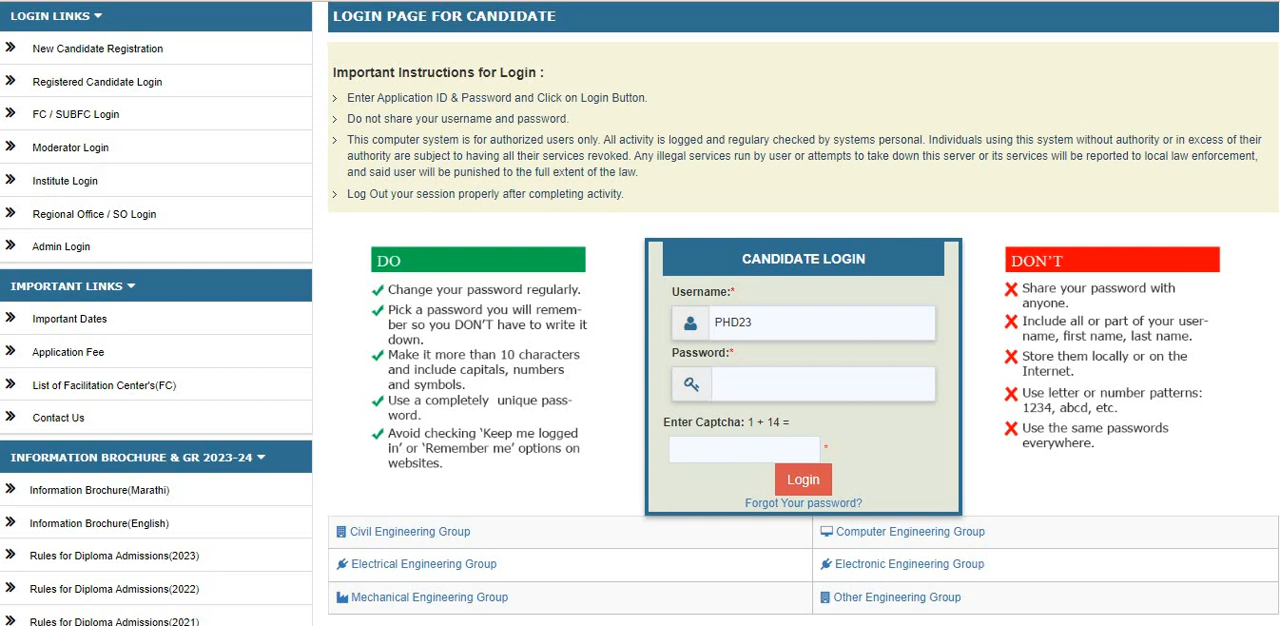 LOGIN LINKS
New Candidate Registration
Registered Candidate Login
FC / SUBFC Login
Moderator Login
Institute Login
Regional Office / SO Login
Admin Login
IMPORTANT LINKS
Important Dates
Application Fee
List of Facilitation Center's(FC)
Contact Us
INFORMATION BROCHURE & GR 2023-24
Information Brochure(Marathi)
Information Brochure(English)
Rules for Diploma Admissions(2023)
Rules for Diploma Admissions(2022)
Rules for Diploma Admissions(2021)
LOGIN PAGE FOR CANDIDATE
Important Instructions for Login :
Enter Application ID & Password and Click on Login Button.
Do not share your username and password.
This computer system is for authorized users only. All activity is logged and regulary checked by systems personal. Individuals using this system without authority or in excess of their
authority are subject to having all their services revoked. Any illegal services run by user or attempts to take down this server or its services will be reported to local law enforcement,
and said user will be punished to the full extent of the law.
Log Out your session properly after completing activity.
DO
Change your password regularly.
Pick a password you will remem-
ber so you DON'T have to write it
down.
Make it more than 10 characters
and include capitals, numbers
and symbols.
Use a completely unique pass-
word.
Avoid checking 'Keep me logged
in' or 'Remember me' options on
websites.
CANDIDATE LOGIN
Username:*
PHD23
Password:*
Enter Captcha: 1 + 14 =
*
Login
Forgot Your password?
DON'T
Share your password with
anyone.
Include all or part of your user-
name, first name, last name.
Store them locally or on the
Internet.
Use letter or number patterns:
1234, abcd, etc.
Use the same passwords
everywhere.
Civil Engineering Group
Computer Engineering Group
Electrical Engineering Group
Electronic Engineering Group
Mechanical Engineering Group
Other Engineering Group